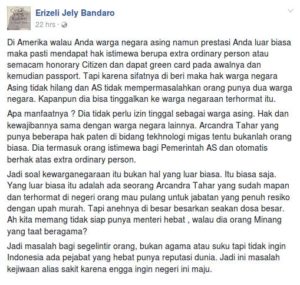 Erizeli Jely Bandaro
22 hrs ·
Di Amerika walau Anda warga negara asing namun prestasi Anda luar biasa
maka pasti mendapat hak istimewa berupa extra ordinary person atau
semacam honorary Citizen dan dapat green card pada awalnya dan
kemudian passport. Tapi karena sifatnya di beri maka hak warga negara
Asing tidak hilang dan AS tidak mempermasalahkan orang punya dua warga
negara. Kapanpun dia bisa tinggalkan ke warga negaraan terhormat itu.
Apa manfaatnya ? Dia tidak perlu izin tinggal sebagai warga asing. Hak dan
kewajibannya sama dengan warga negara lainnya. Arcandra Tahar yang
punya beberapa hak paten di bidang tekhnologi migas tentu bukanlah orang
biasa. Dia termasuk orang istimewa bagi Pemerintah AS dan otomatis
berhak atas extra ordinary person.
Jadi soal kewarganegaraan itu bukan hal yang luar biasa. Itu biasa saja.
Yang luar biasa itu adalah ada seorang Arcandra Tahar yang sudah mapan
dan terhormat di negeri orang mau pulang untuk jabatan yang penuh resiko
dengan upah murah. Tapi anehnya di besar besarkan seakan dosa besar.
Ah kita memang tidak siap punya menteri hebat , walau dia orang Minang
yang taat beragama?
Jadi masalah bagi segelintir orang, bukan agama atau suku tapi tidak ingin
Indonesia ada pejabat yang hebat punya reputasi dunia. Jadi ini masalah
kejiwaan alias sakit karena engga ingin negeri ini maju.